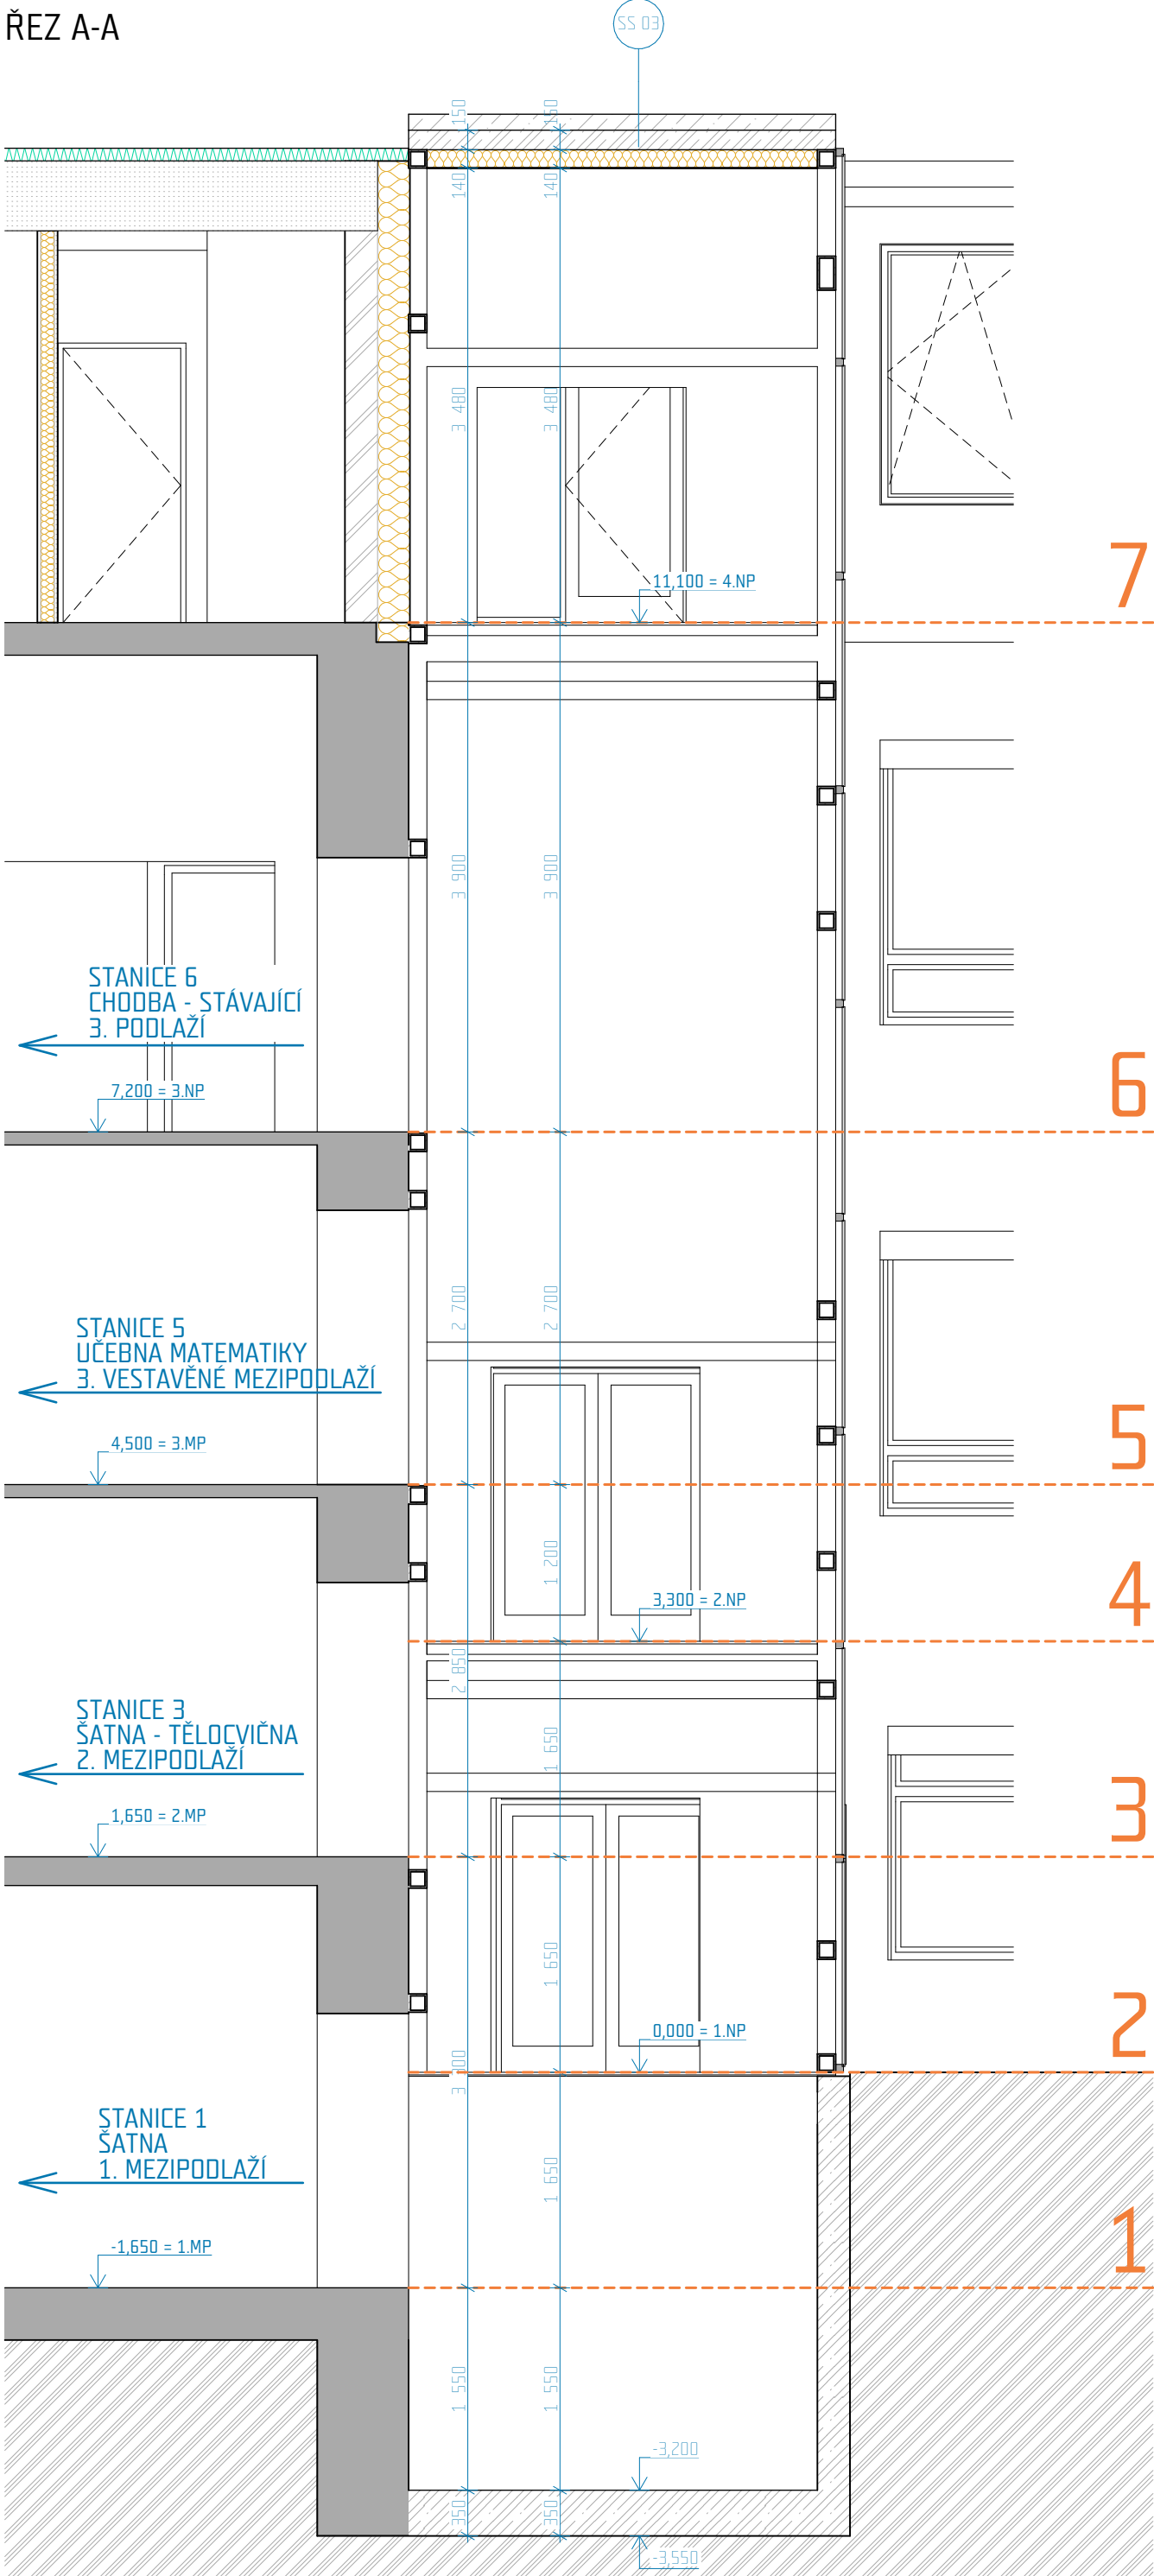 ŘEZ A-A
SS 03
150
150
140
140
3 480
3 480
11,100 = 4.NP
7
3 900
3 900
STANICE 6
CHODBA - STÁVAJÍCÍ
3. PODLAŽÍ
7,200 = 3.NP
6
2 700
2 700
STANICE 5
UČEBNA MATEMATIKY
3. VESTAVĚNÉ MEZIPODLAŽÍ
4,500 = 3.MP
5
1 200
3,300 = 2.NP
4
2 850
STANICE 3
ŠATNA - TĚLOCVIČNA
2. MEZIPODLAŽÍ
1 650
1,650 = 2.MP
3
1 650
0,000 = 1.NP
2
3 300
STANICE 1
ŠATNA
1. MEZIPODLAŽÍ
1 650
-1,650 = 1.MP
1
1 550
1 550
-3,200
350
350
-3,550